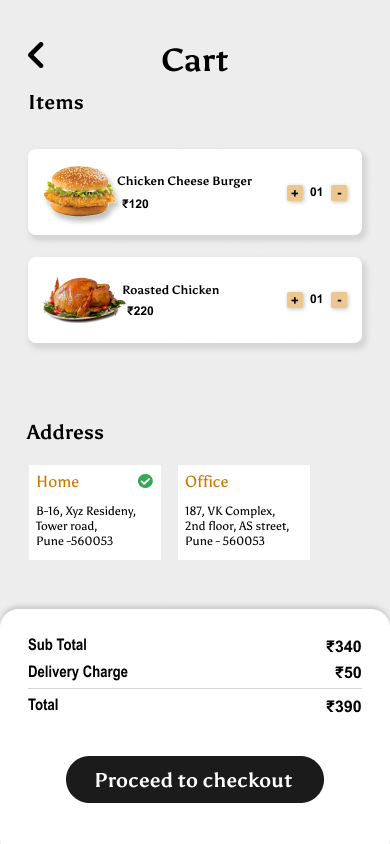 Cart
Items
Chicken Cheese Burger
₹120
+ 01 -
Roasted Chicken
₹220
+ 01 -
Address
Home
B-16, Xyz Resideny,
Tower road,
Pune -560053
Office
187, VK Complex,
2nd floor, AS street,
Pune - 560053
Sub Total ₹340
Delivery Charge ₹50
Total ₹390
Proceed to checkout